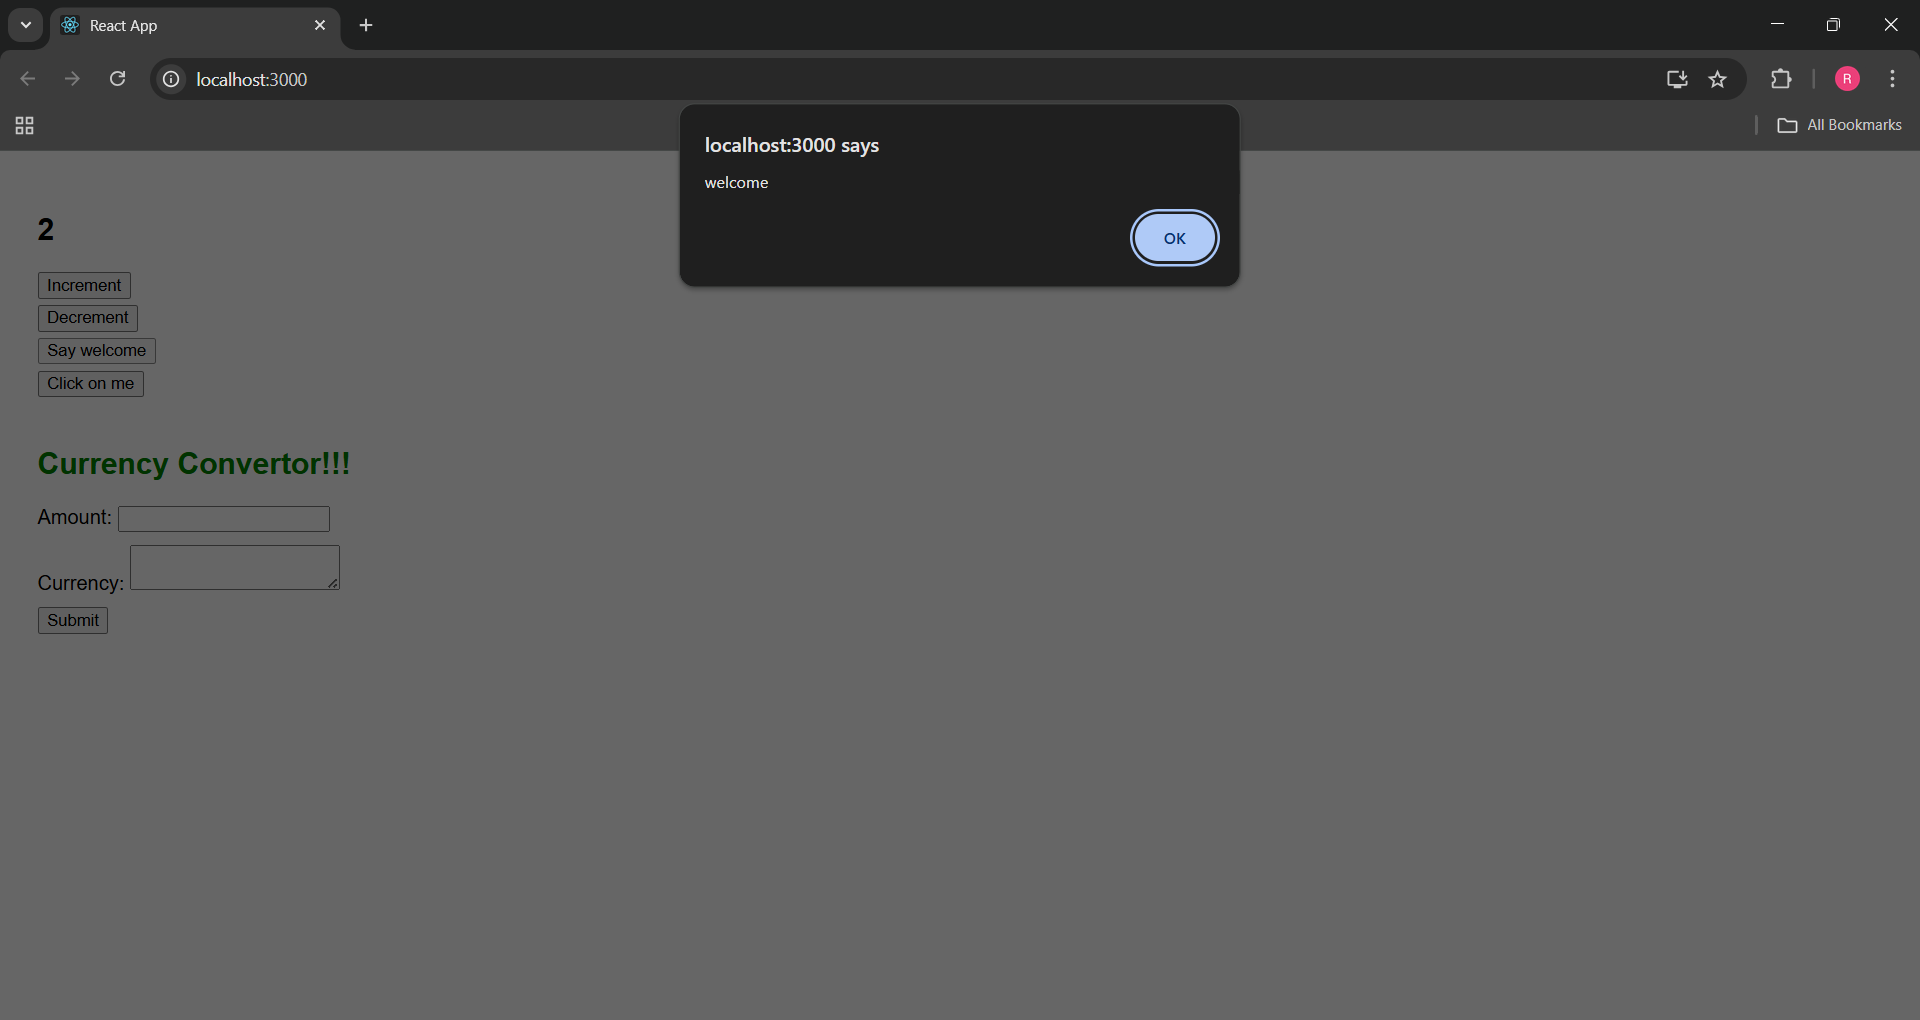 React App
localhost:3000
R
All Bookmarks
localhost:3000 says
welcome
OK
2
Increment
Decrement
Say welcome
Click on me
Currency Convertor!!!
Amount:
Currency:
Submit